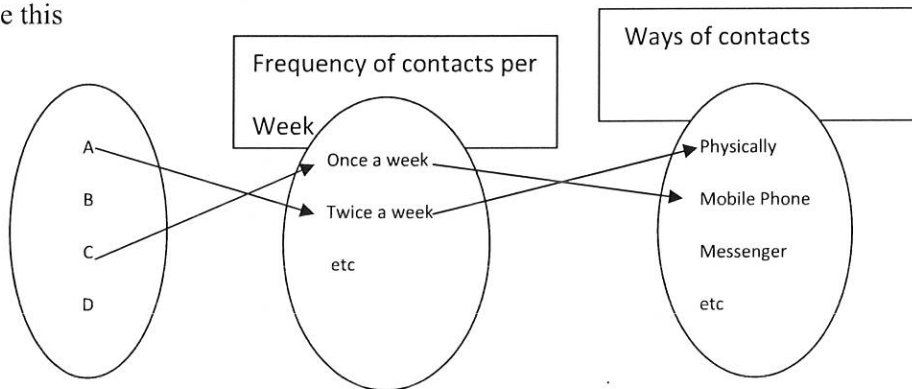 e this
Ways of contacts
Frequency of contacts per
Week
A
B
C
D
Once a week
Twice a week
etc
Physically
Mobile Phone
Messenger
etc